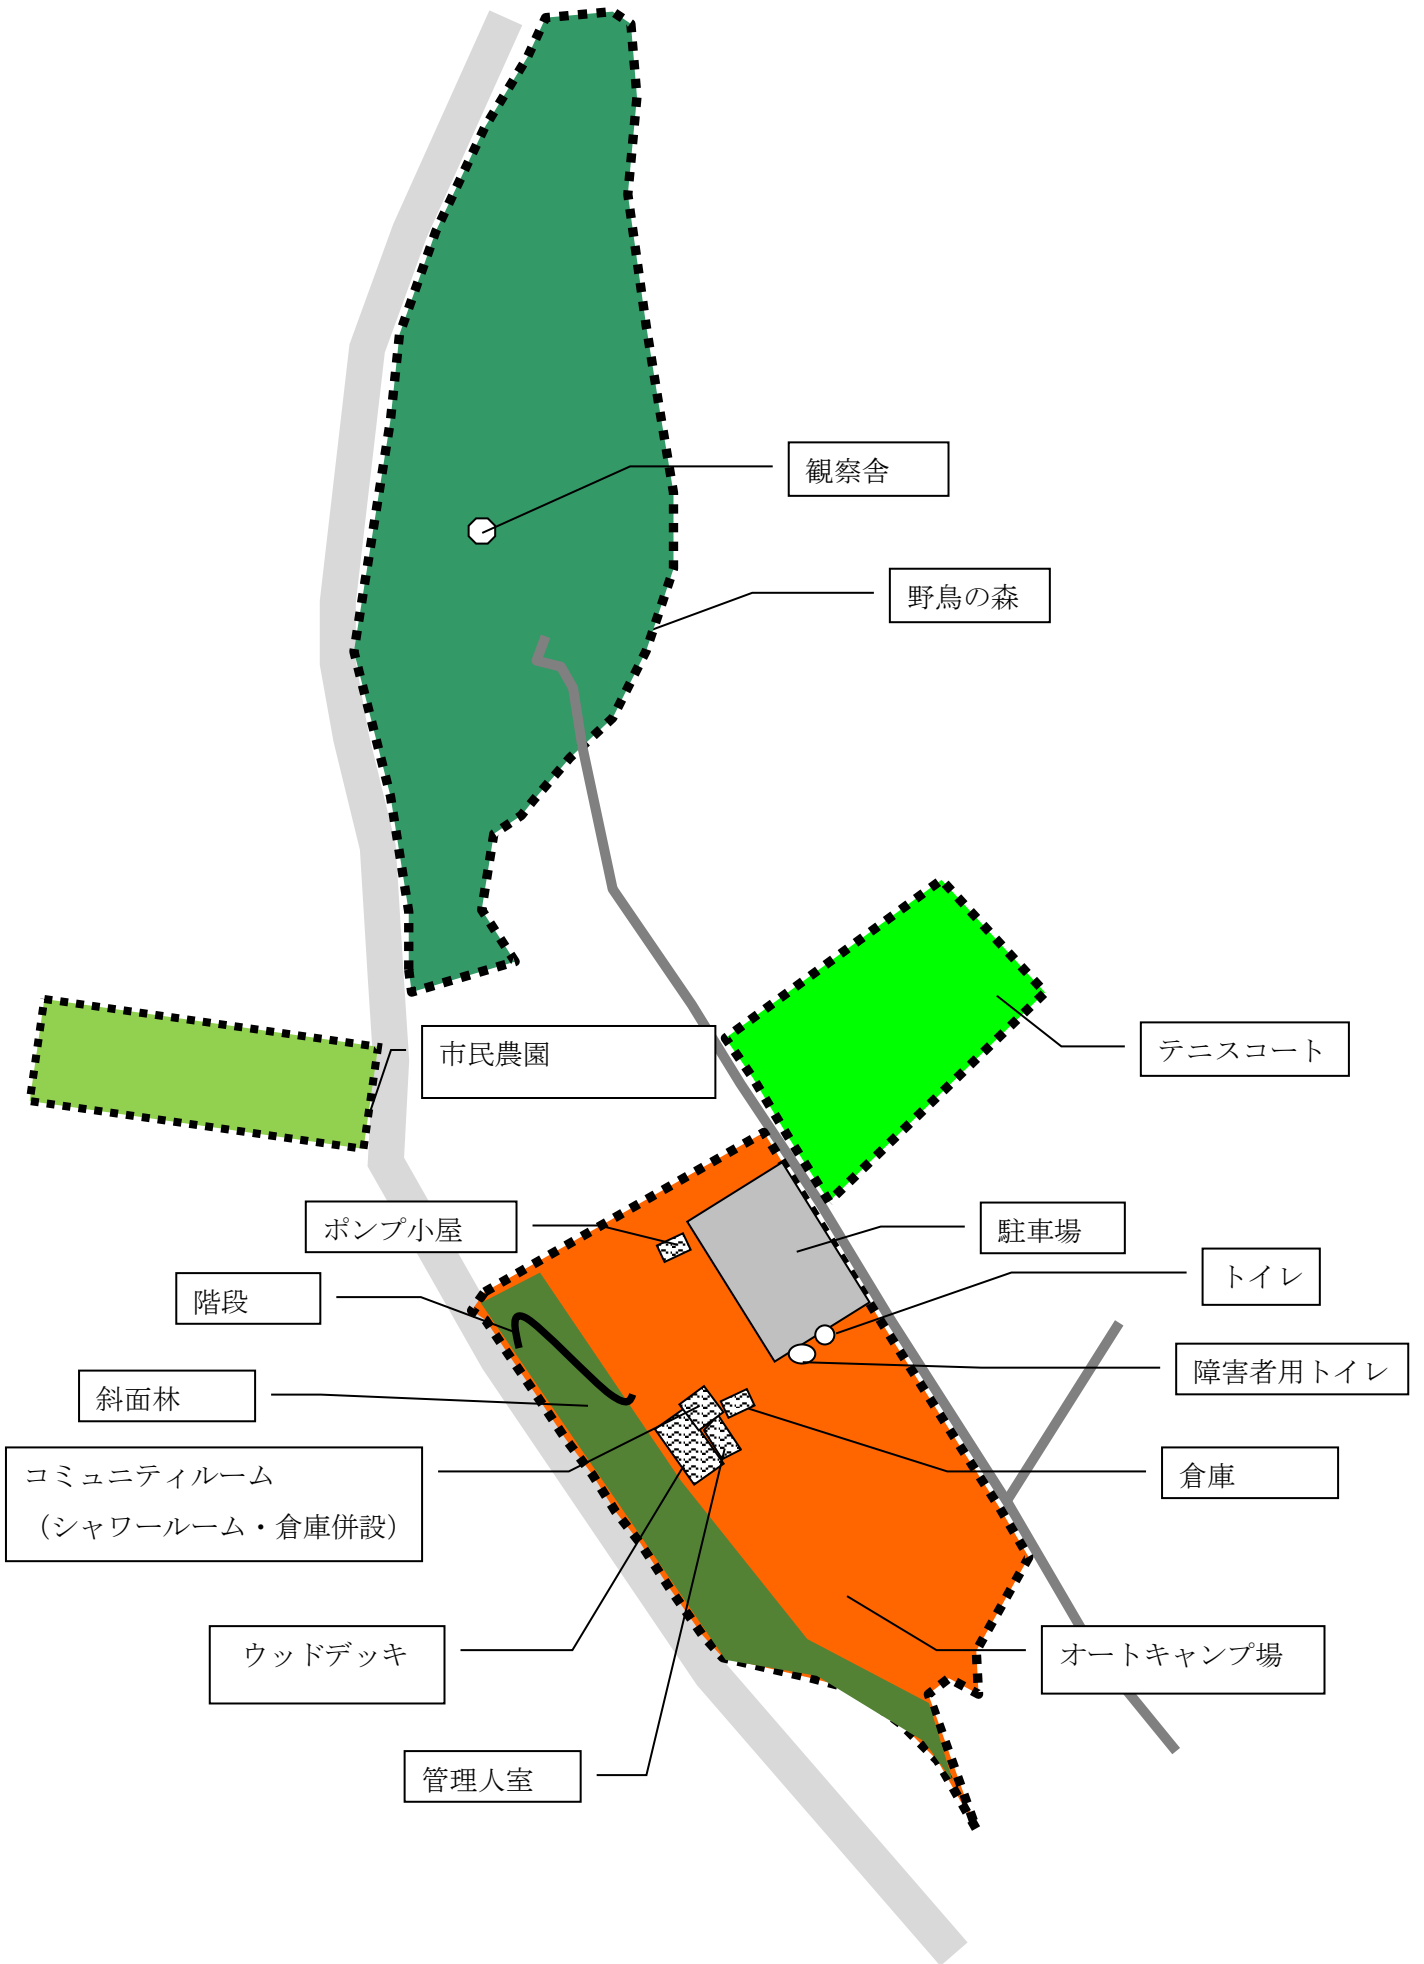 観察舎
野鳥の森
テニスコート
市民農園
ポンプ小屋
駐車場
トイレ
階段
障害者用トイレ
斜面林
コミュニティルーム
（シャワールーム・倉庫併設）
倉庫
ウッドデッキ
オートキャンプ場
管理人室